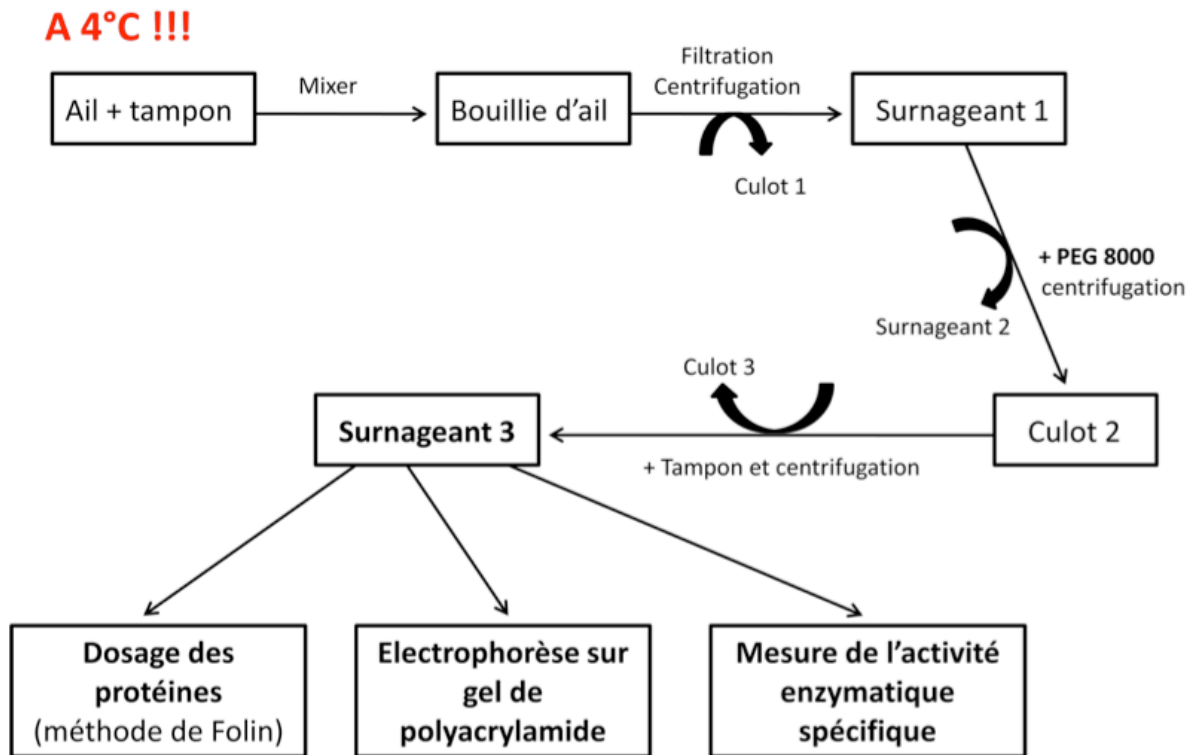 A 4°C !!!
Ail + tampon
Mixer
Bouillie d'ail
Filtration
Centrifugation
Culot 1
Surnageant 1
+ PEG 8000
centrifugation
Surnageant 2
Culot 2
Culot 3
+ Tampon et centrifugation
Surnageant 3
Dosage des
protéines
(méthode de Folin)
Electrophorèse sur
gel de
polyacrylamide
Mesure de l'activité
enzymatique
spécifique